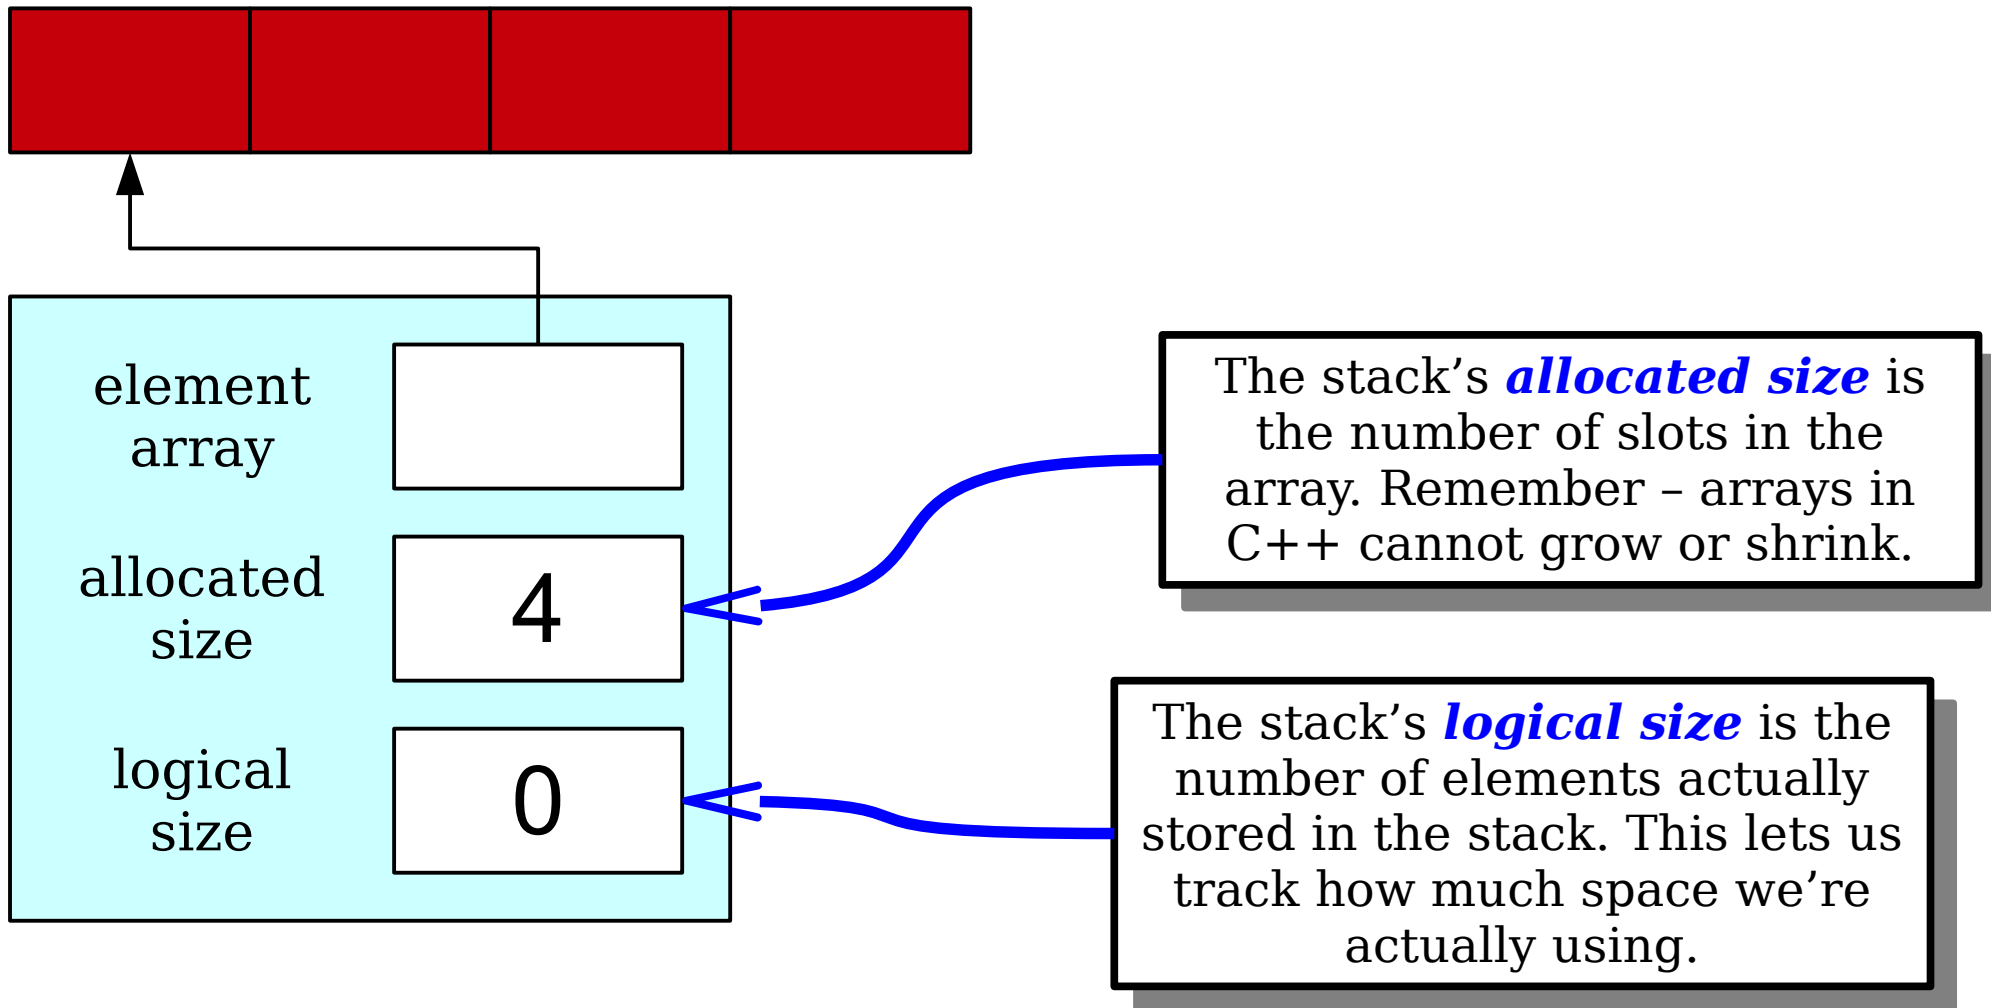 element
array
allocated
size
4
logical
size
0
The stack’s allocated size is
the number of slots in the
array. Remember – arrays in
C++ cannot grow or shrink.
The stack’s logical size is the
number of elements actually
stored in the stack. This lets us
track how much space we’re
actually using.